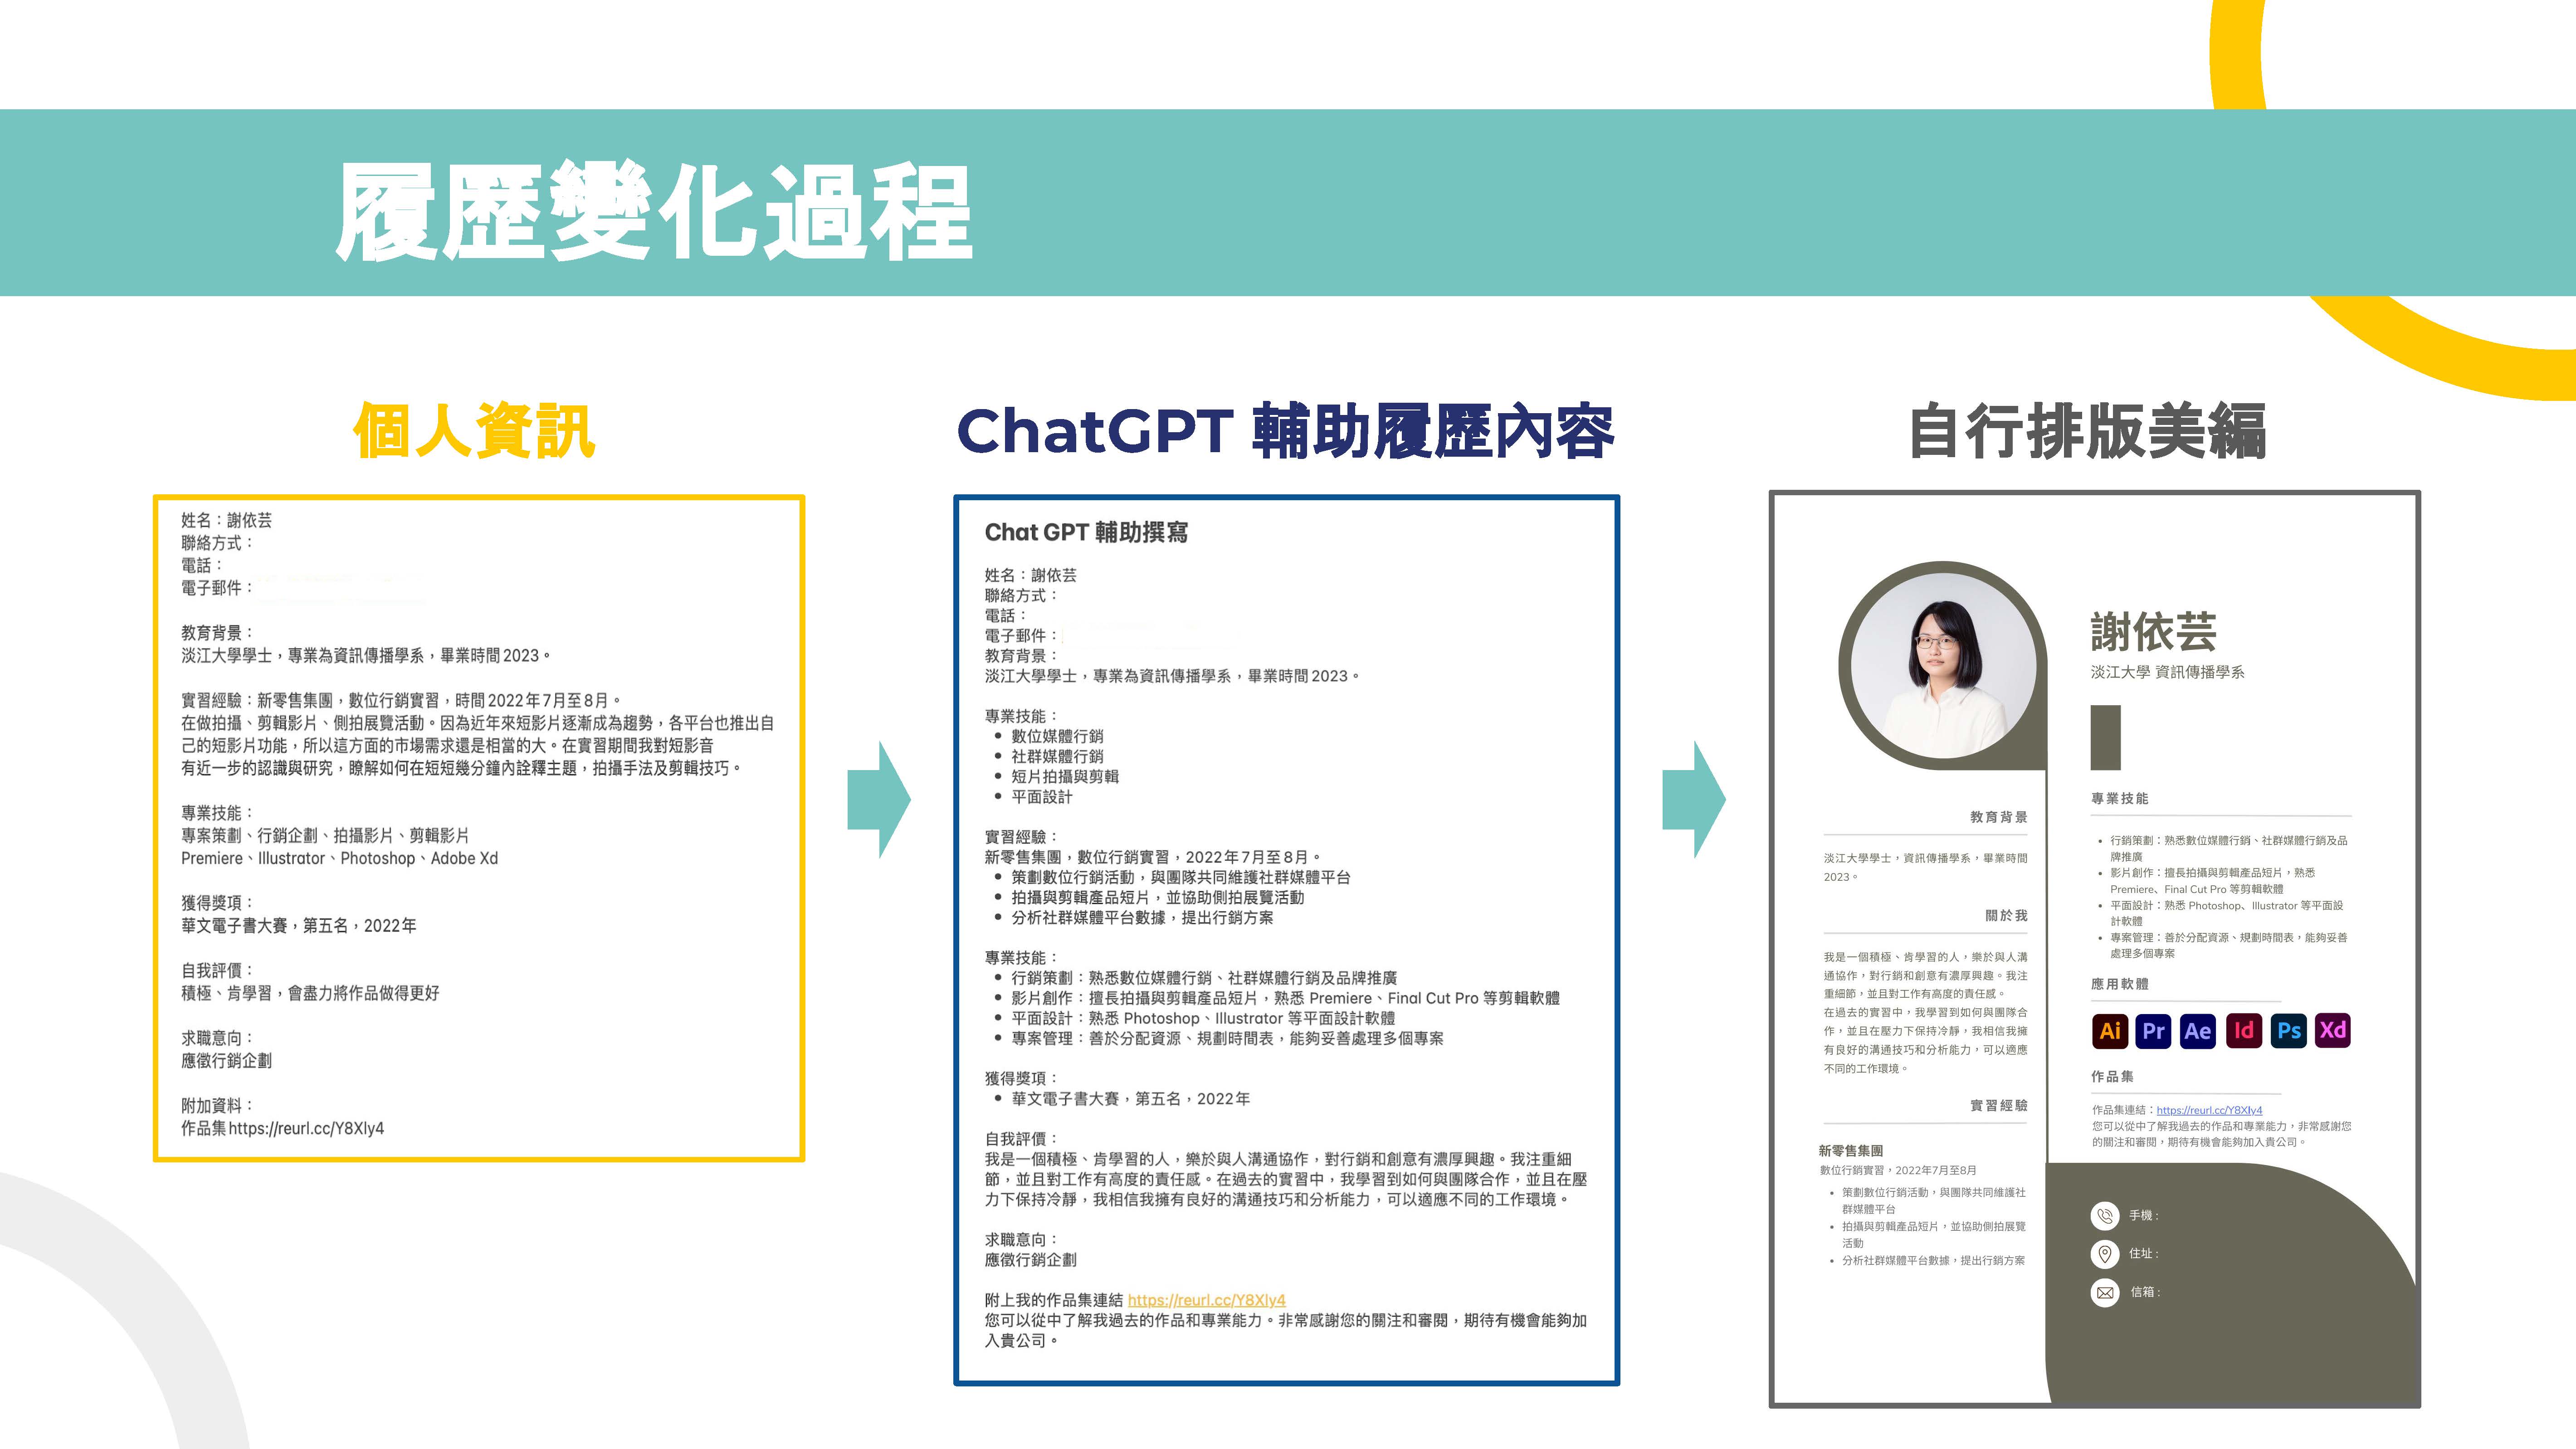 履歷變化過程
個人資訊
姓名：謝依芸
聯絡方式：
電話：
電子郵件：
教育背景：
淡江大學學士，專業為資訊傳播學系，畢業時間2023。
實習經驗：新零售集團，數位行銷實習，時間2022年7月至8月。
在做拍攝、剪輯影片、側拍展覽活動。因為近年來短影片逐漸成為趨勢，各平台也推出自
己的短影片功能，所以這方面的市場需求還是相當的大。在實習期間我對短影音
有近一步的認識與研究，瞭解如何在短短幾分鐘內詮釋主題，拍攝手法及剪輯技巧。
專業技能：
專案策劃、行銷企劃、拍攝影片、剪輯影片
Premiere、Illustrator、Photoshop、Adobe Xd
獲得獎項：
華文電子書大賽，第五名，2022年
自我評價：
積極、肯學習，會盡力將作品做得更好
求職意向：
應徵行銷企劃
附加資料：
作品集https://reurl.cc/Y8Xly4
ChatGPT 輔助履歷內容
Chat GPT 輔助撰寫
姓名：謝依芸
聯絡方式：
電話：
電子郵件：
教育背景：
淡江大學學士，專業為資訊傳播學系，畢業時間2023。
專業技能：
• 數位媒體行銷
• 社群媒體行銷
• 短片拍攝與剪輯
• 平面設計
實習經驗：
新零售集團，數位行銷實習，2022年7月至8月。
• 策劃數位行銷活動，與團隊共同維護社群媒體平台
• 拍攝與剪輯產品短片，並協助側拍展覽活動
• 分析社群媒體平台數據，提出行銷方案
專業技能：
• 行銷策劃：熟悉數位媒體行銷、社群媒體行銷及品牌推廣
• 影片創作：擅長拍攝與剪輯產品短片，熟悉 Premiere、Final Cut Pro 等剪輯軟體
• 平面設計：熟悉 Photoshop、Illustrator 等平面設計軟體
• 專案管理：善於分配資源、規劃時間表，能夠妥善處理多個專案
獲得獎項：
• 華文電子書大賽，第五名，2022年
自我評價：
我是一個積極、肯學習的人，樂於與人溝通協作，對行銷和創意有濃厚興趣。我注重細
節，並且對工作有高度的責任感。在過去的實習中，我學習到如何與團隊合作，並且在壓
力下保持冷靜，我相信我擁有良好的溝通技巧和分析能力，可以適應不同的工作環境。
求職意向：
應徵行銷企劃
附上我的作品集連結 https://reurl.cc/Y8Xly4
您可以從中了解我過去的作品和專業能力。非常感謝您的關注和審閱，期待有機會能夠加
入貴公司。
自行排版美編
謝依芸
淡江大學 資訊傳播學系
教育背景
淡江大學學士，資訊傳播學系，畢業時間
2023。
關於我
我是一個積極、肯學習的人，樂於與人溝
通協作，對行銷和創意有濃厚興趣。我注
重細節，並且對工作有高度的責任感。
在過去的實習中，我學習到如何與團隊合
作，並且在壓力下保持冷靜，我相信我擁
有良好的溝通技巧和分析能力，可以適應
不同的工作環境。
實習經驗
新零售集團
數位行銷實習，2022年7月至8月
• 策劃數位行銷活動，與團隊共同維護社
群媒體平台
• 拍攝與剪輯產品短片，並協助側拍展覽
活動
• 分析社群媒體平台數據，提出行銷方案
專業技能
• 行銷策劃：熟悉數位媒體行銷、社群媒體行銷及品
牌推廣
• 影片創作：擅長拍攝與剪輯產品短片，熟悉
Premiere、Final Cut Pro 等剪輯軟體
• 平面設計：熟悉 Photoshop、Illustrator 等平面設
計軟體
• 專案管理：善於分配資源、規劃時間表，能夠妥善
處理多個專案
應用軟體
Ai Pr Ae Id Ps Xd
作品集
作品集連結：https://reurl.cc/Y8Xly4
您可以從中了解我過去的作品和專業能力，非常感謝您
的關注和審閱，期待有機會能夠加入貴公司。
手機 :
住址 :
信箱 :